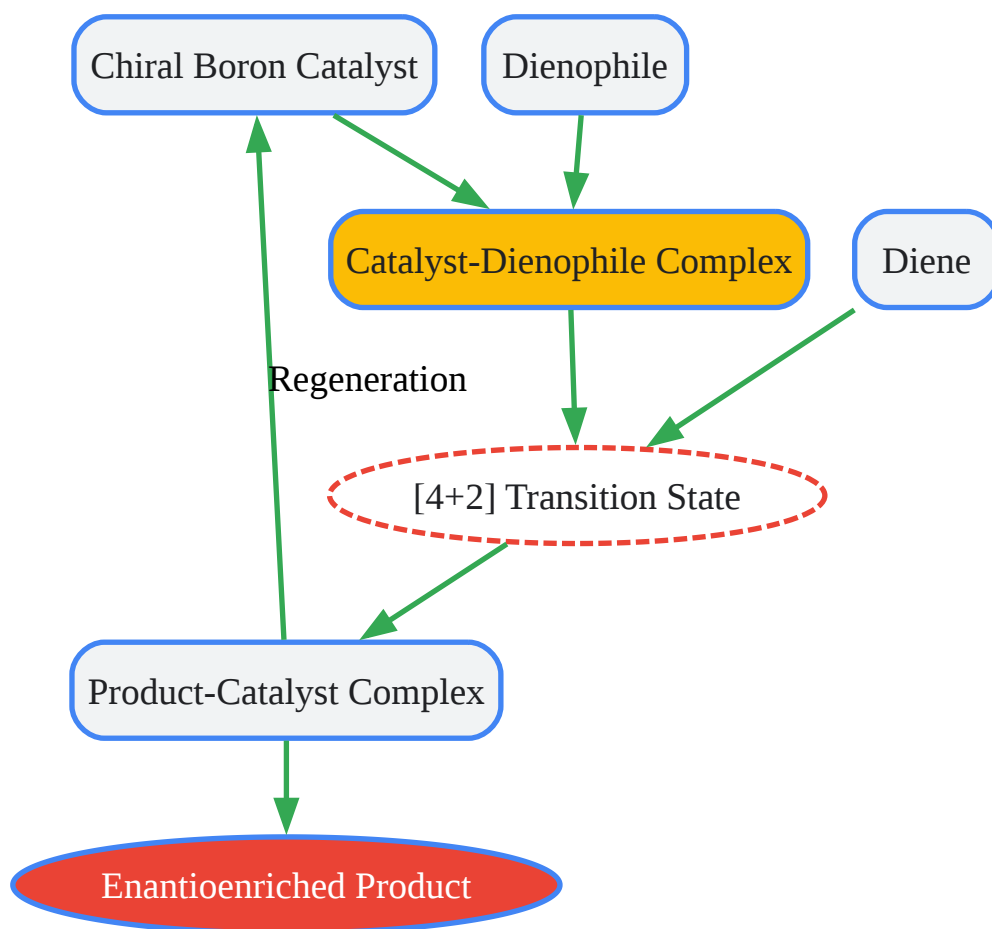 Chiral Boron Catalyst
Dienophile
Catalyst-Dienophile Complex
Diene
Regeneration
[4+2] Transition State
Product-Catalyst Complex
Enantioenriched Product